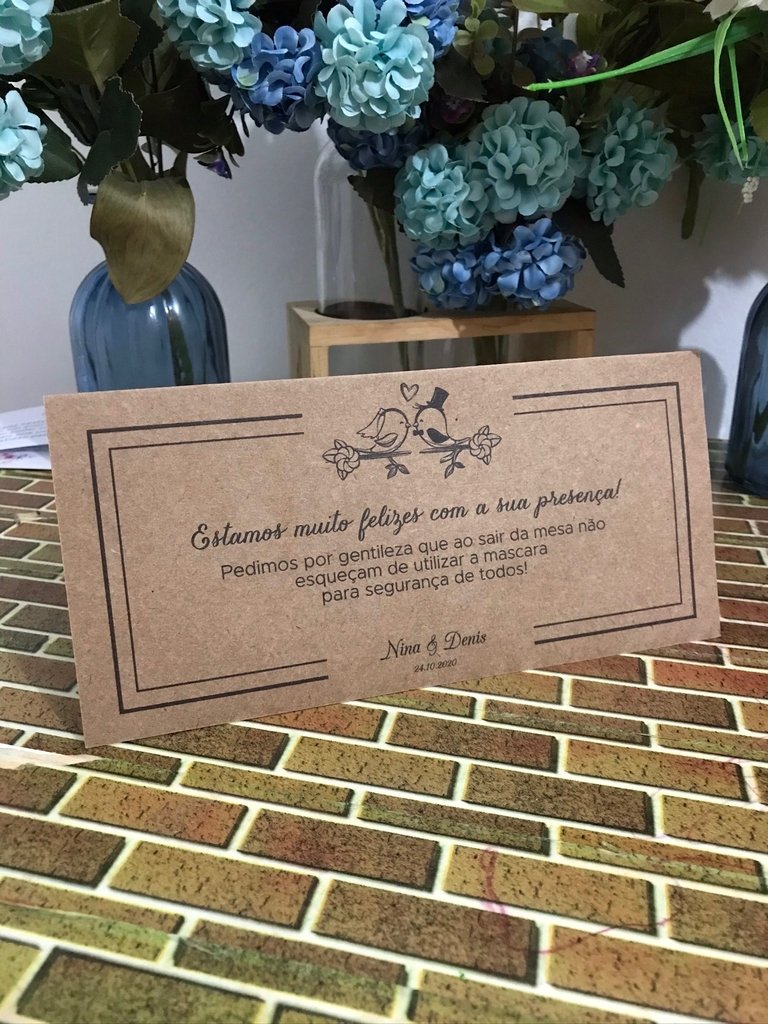 Estamos muito felizes com a sua presença!
Pedimos por gentileza que ao sair da mesa não
esqueçam de utilizar a mascara
para segurança de todos!
Nina & Denis
24.10.2020